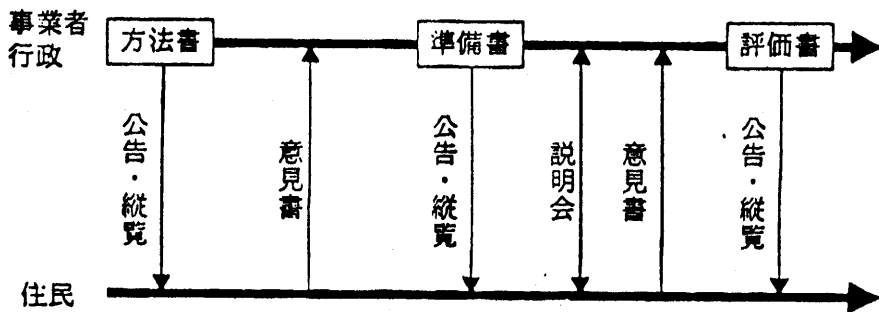 事業者
行政
方法書
準備書
評価書
公告・縦覧
意見書
公告・縦覧
説明会
意見書
公告・縦覧
住民